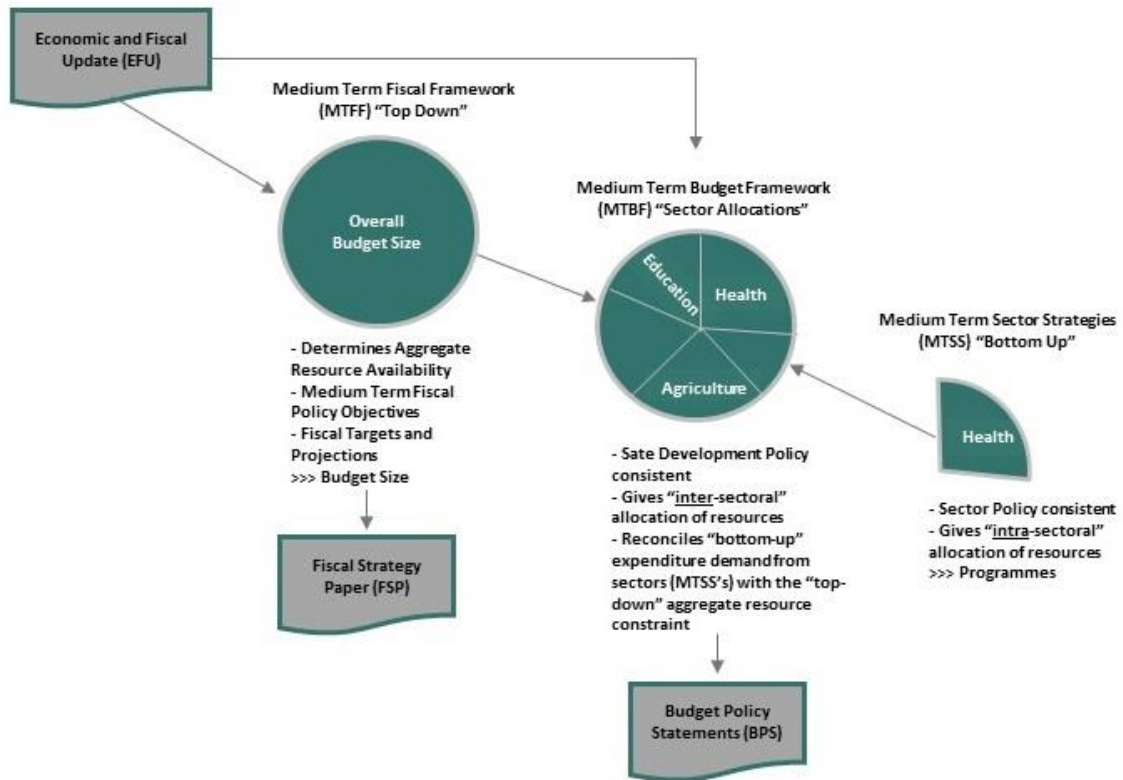 Economic and Fiscal
Update (EFU)
Medium Term Fiscal Framework
(MTFF) “Top Down”
Overall
Budget Size
- Determines Aggregate
Resource Availability
- Medium Term Fiscal
Policy Objectives
- Fiscal Targets and
Projections
>>> Budget Size
Fiscal Strategy
Paper (FSP)
Medium Term Budget Framework
(MTBF) “Sector Allocations”
Education
Health
Agriculture
- Sate Development Policy
consistent
- Gives “inter-sectoral”
allocation of resources
- Reconciles “bottom-up”
expenditure demand from
sectors (MTSS’s) with the “top-
down” aggregate resource
constraint
Budget Policy
Statements (BPS)
Medium Term Sector Strategies
(MTSS) “Bottom Up”
Health
- Sector Policy consistent
- Gives “intra-sectoral”
allocation of resources
>>> Programmes